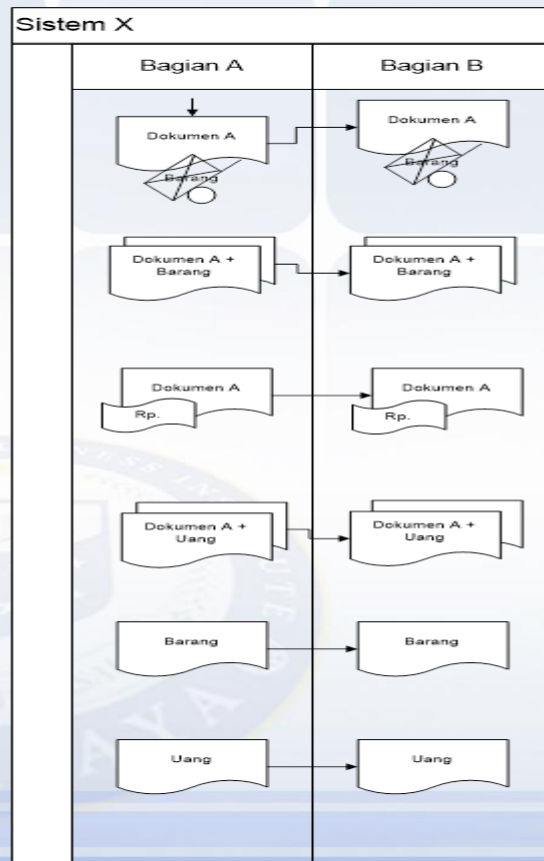 Sistem X
Bagian A
Bagian B
Dokumen A
Barang
Dokumen A
Barang
Dokumen A +
Barang
Dokumen A +
Barang
Dokumen A
Rp.
Dokumen A
Rp.
Dokumen A +
Uang
Dokumen A +
Uang
Barang
Barang
Uang
Uang